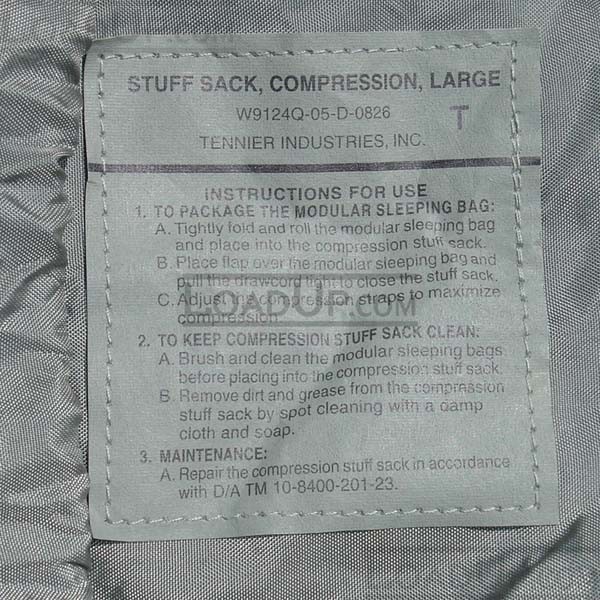 STUFF SACK, COMPRESSION, LARGE
W9124Q-05-D-0826
T
TENNIER INDUSTRIES, INC.
INSTRUCTIONS FOR USE
1. TO PACKAGE THE MODULAR SLEEPING BAG:
A. Tightly fold and roll the modular sleeping bag
and place into the compression stuff sack.
B. Place flap over the modular sleeping bag and
pull the drawcord tight to close the stuff sack.
C. Adjust the compression straps to maximize
compression.
LOADUP.COM
2. TO KEEP COMPRESSION STUFF SACK CLEAN:
A. Brush and clean the modular sleeping bags
before placing into the compression stuff sack.
B. Remove dirt and grease from the compression
stuff sack by spot cleaning with a damp
cloth and soap.
3. MAINTENANCE:
A. Repair the compression stuff sack in accordance
with D/A TM 10-8400-201-23.